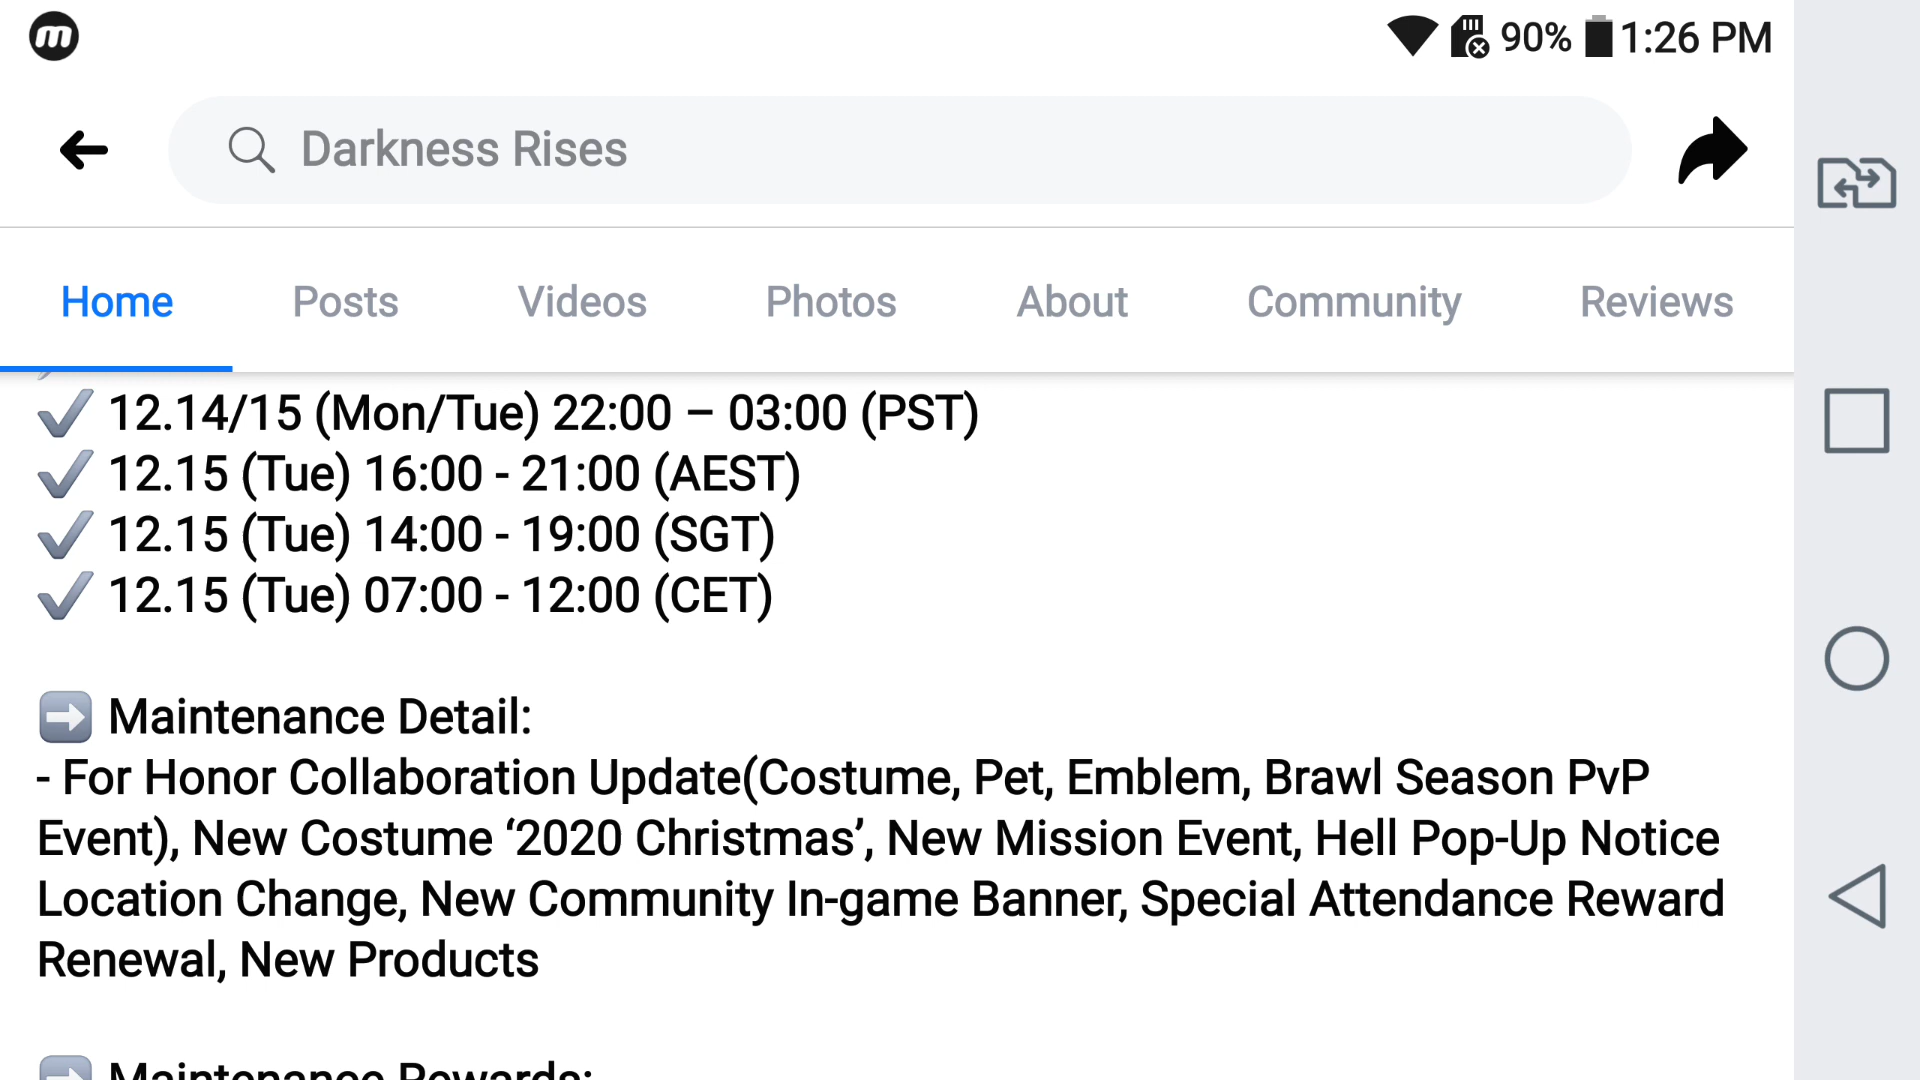 m
90% 1:26 PM
Darkness Rises
Home Posts Videos Photos About Community Reviews
12.14/15 (Mon/Tue) 22:00 – 03:00 (PST)
12.15 (Tue) 16:00 - 21:00 (AEST)
12.15 (Tue) 14:00 - 19:00 (SGT)
12.15 (Tue) 07:00 - 12:00 (CET)
Maintenance Detail:
- For Honor Collaboration Update(Costume, Pet, Emblem, Brawl Season PvP
Event), New Costume ‘2020 Christmas’, New Mission Event, Hell Pop-Up Notice
Location Change, New Community In-game Banner, Special Attendance Reward
Renewal, New Products
Maintenance Rewards: